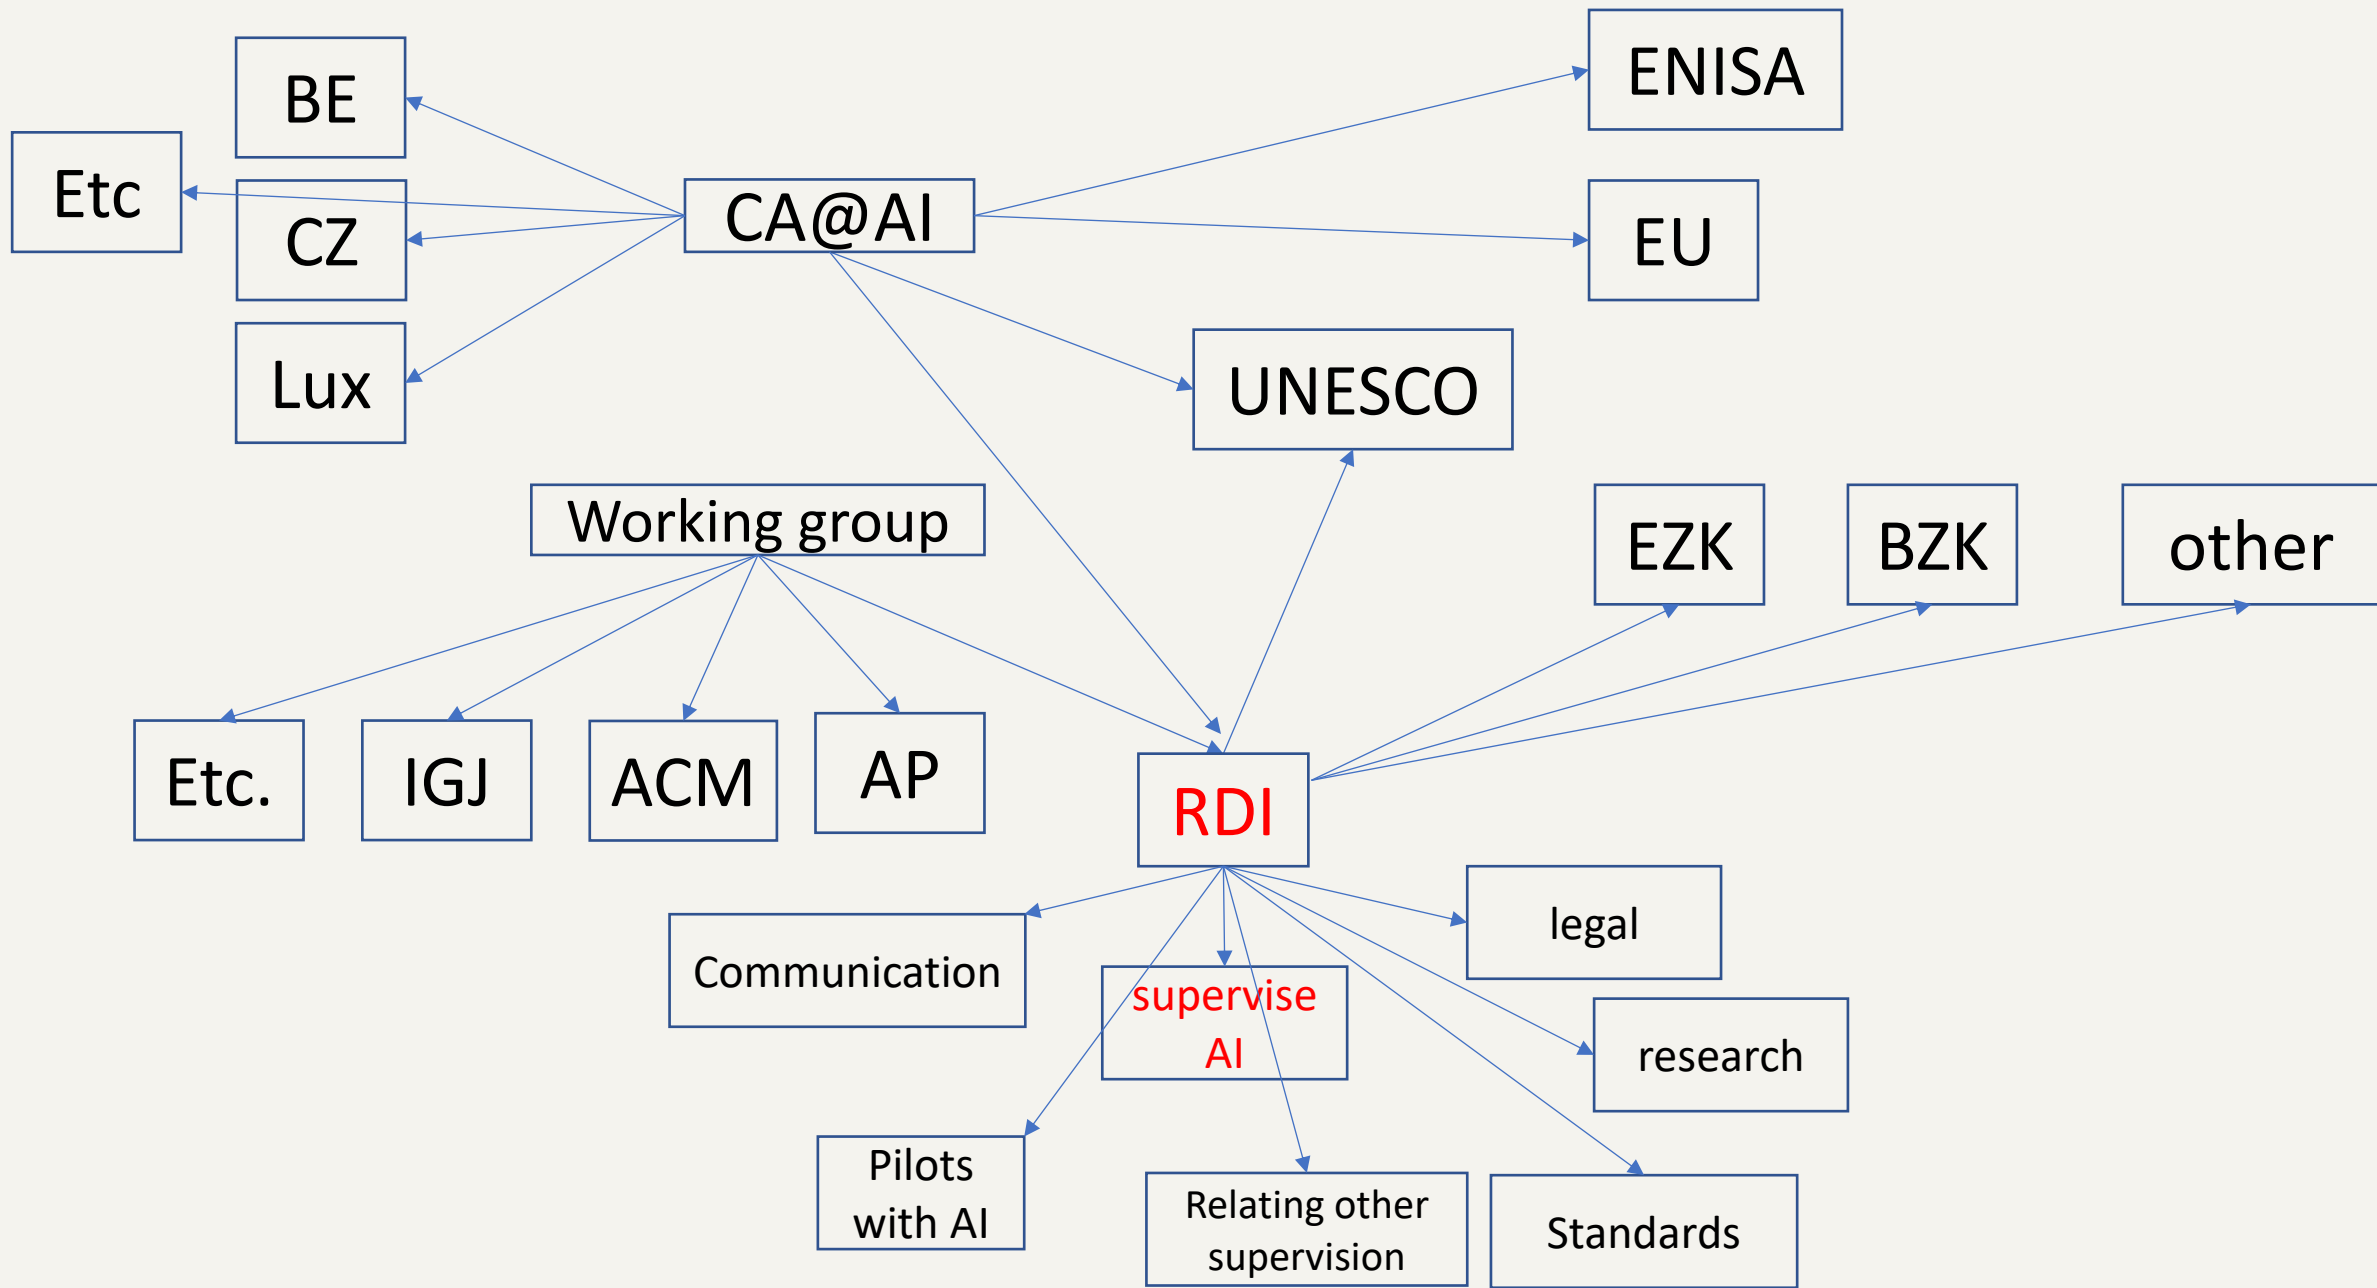 ENISA
BE
Etc
CA@AI
CZ
EU
Lux
UNESCO
Working group
EZK
BZK
other
Etc.
IGJ
ACM
AP
RDI
Communication
legal
supervise
AI
research
Pilots
with AI
Relating other
supervision
Standards